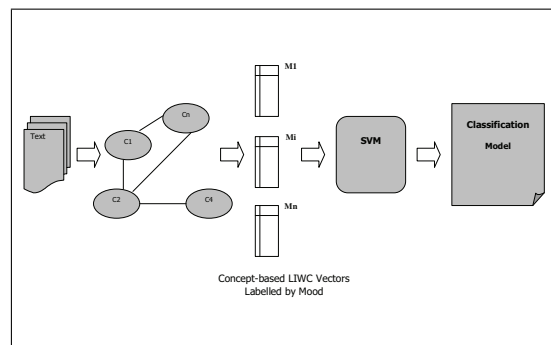 Text
C1
Cn
C2
C4
M1
Mi
Mn
SVM
Classification
Model
Concept-based LIWC Vectors
Labelled by Mood